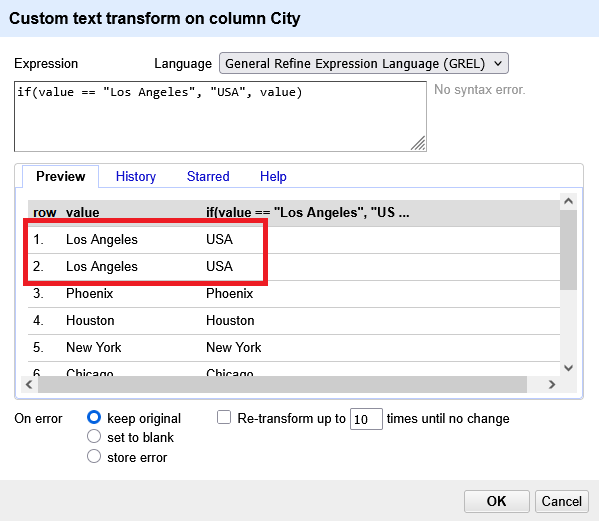 Custom text transform on column City
Expression Language General Refine Expression Language (GREL)
if(value == "Los Angeles", "USA", value)
No syntax error.
Preview History Starred Help
row value if(value == "Los Angeles", "US ...
1. Los Angeles USA
2. Los Angeles USA
3. Phoenix Phoenix
4. Houston Houston
5. New York New York
6. Chicago Chicago
On error keep original Re-transform up to 10 times until no change
set to blank
store error
OK Cancel